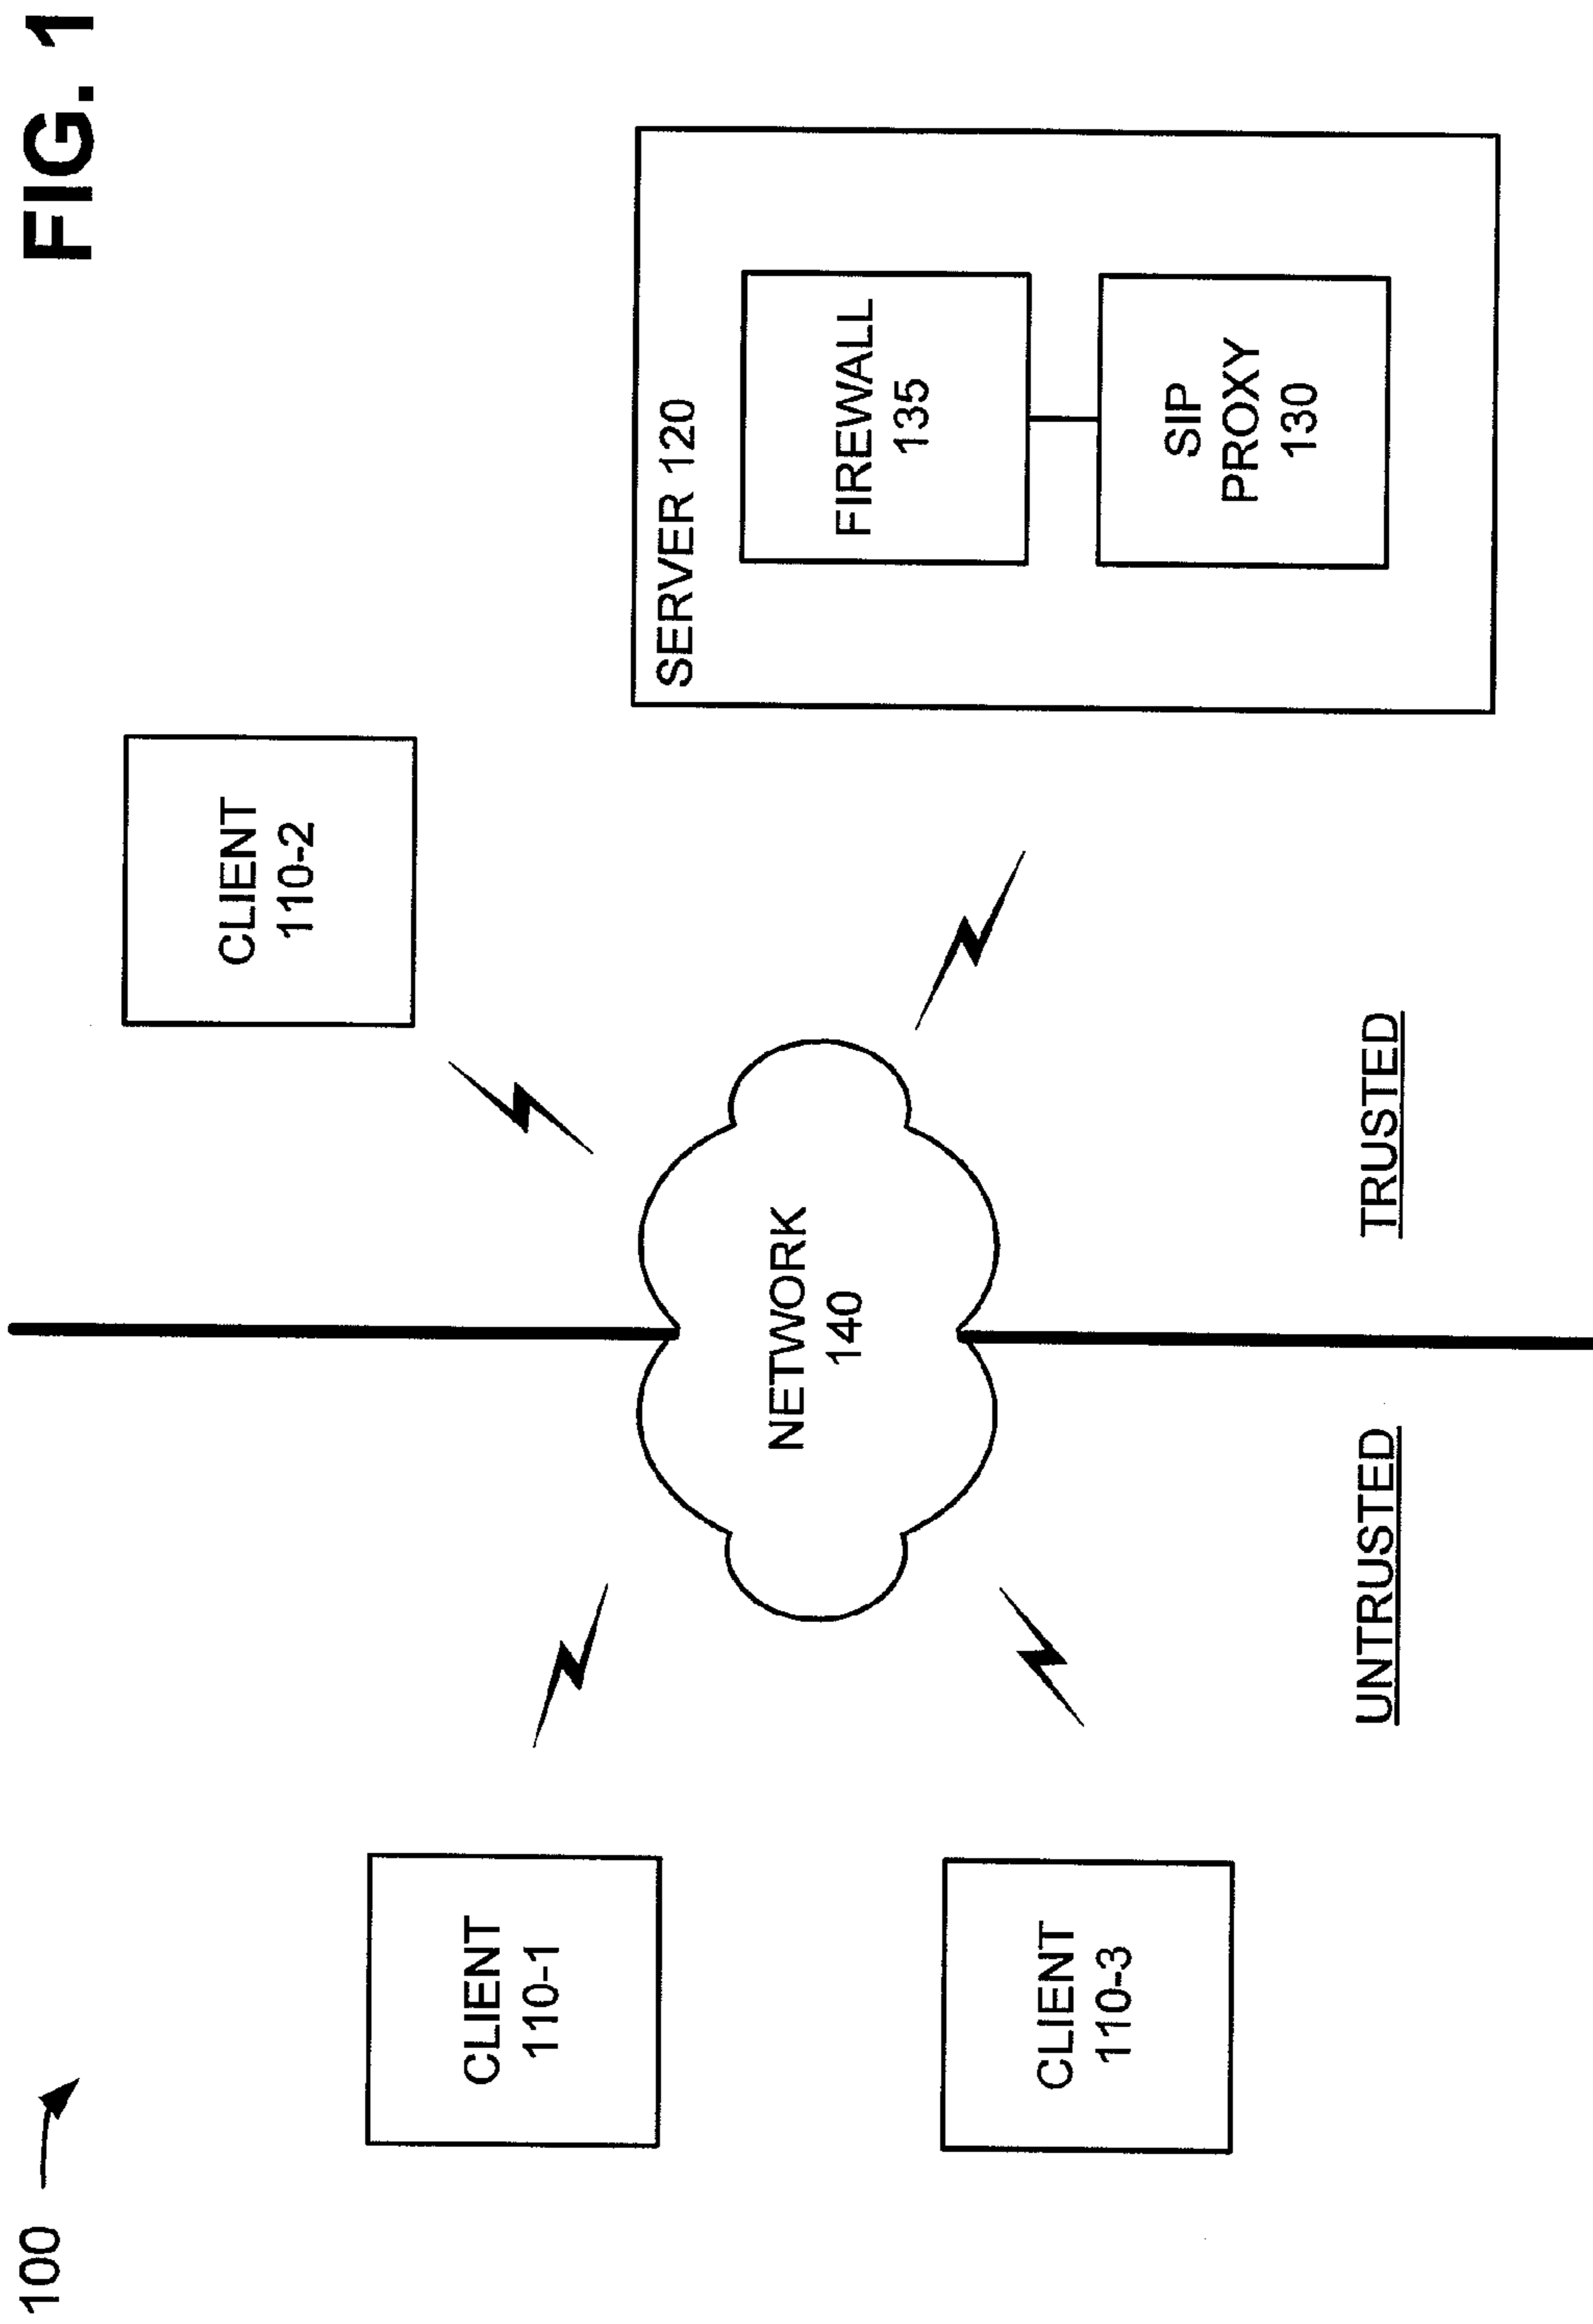 FIG. 1
100
CLIENT
110-2
SERVER 120
CLIENT
110-1
NETWORK
140
FIREWALL
135
CLIENT
110-3
SIP
PROXY
130
UNTRUSTED
TRUSTED